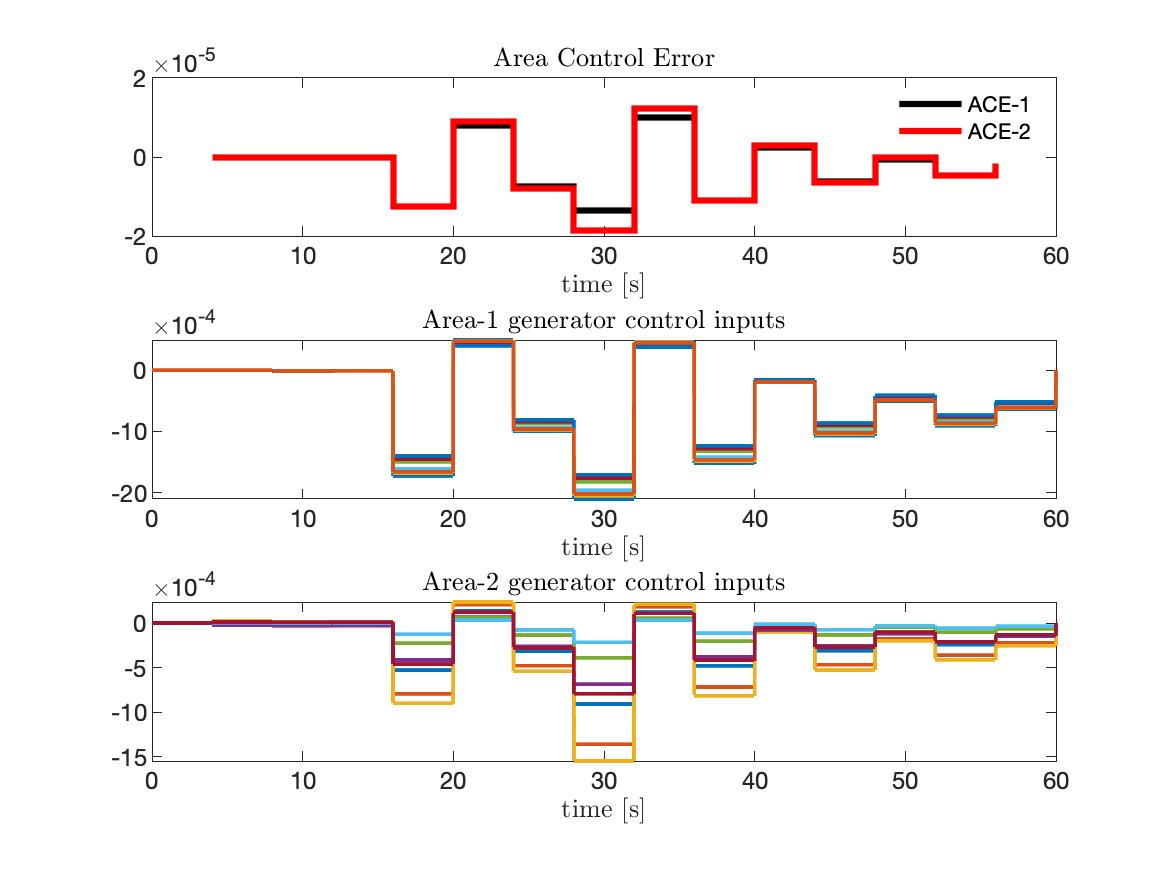 ×10-5
Area Control Error
2
0
-2
ACE-1
ACE-2
0 10 20 30 40 50 60
time [s]
×10-4
Area-1 generator control inputs
0
-10
-20
0 10 20 30 40 50 60
time [s]
×10-4
Area-2 generator control inputs
0
-5
-10
-15
0 10 20 30 40 50 60
time [s]